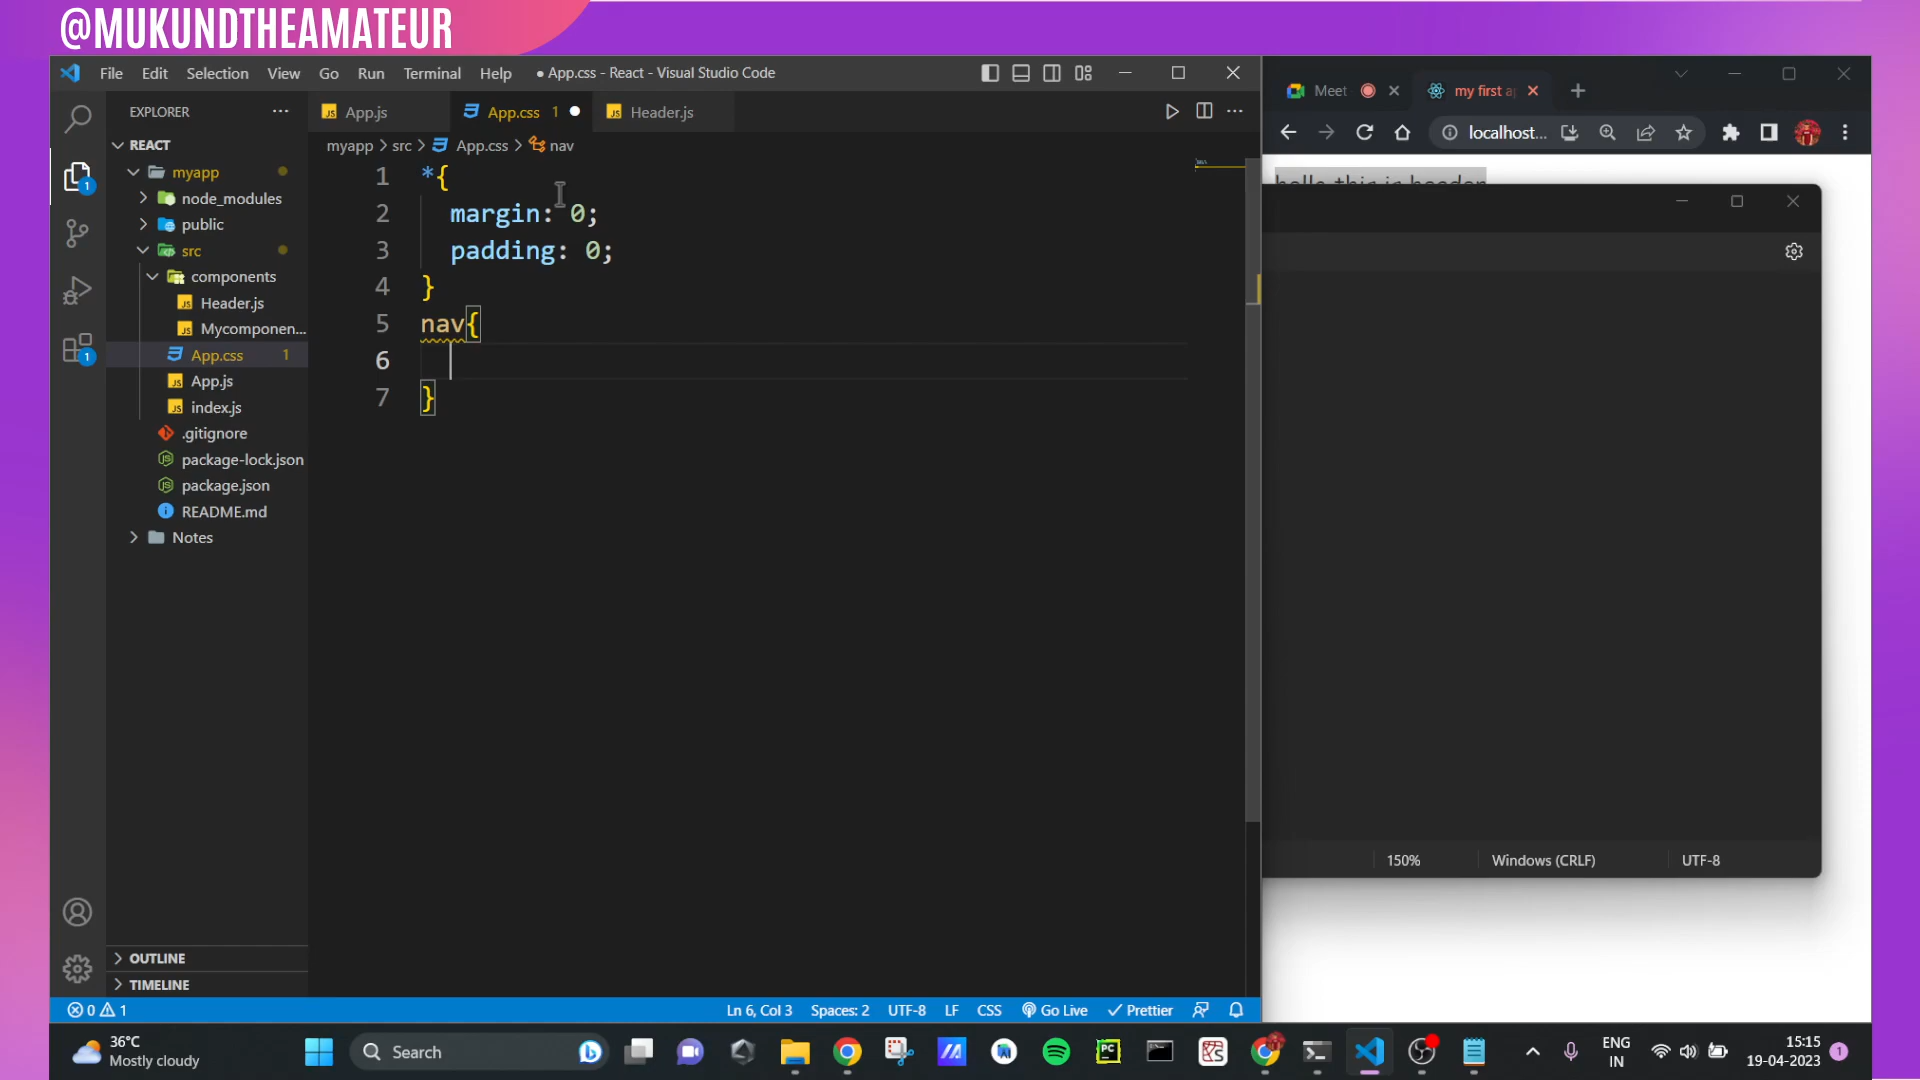 @MUKUNDTHEAMATEUR
File Edit Selection View Go Run Terminal Help
● App.css - React - Visual Studio Code
Meet
my first a
localhost...
EXPLORER
REACT
myapp
node_modules
public
src
components
Header.js
Mycomponen...
App.css 1
App.js
index.js
.gitignore
package-lock.json
package.json
README.md
Notes
OUTLINE
TIMELINE
App.js
App.css 1
Header.js
myapp > src > App.css > nav
1 *{
2 margin: 0;
3 padding: 0;
4 }
5 nav{
6
7 }
hello this is header
150% Windows (CRLF) UTF-8
0 1
Ln 6, Col 3 Spaces: 2 UTF-8 LF CSS Go Live Prettier
36°C
Mostly cloudy
Search
ENG
IN
15:15
19-04-2023
1